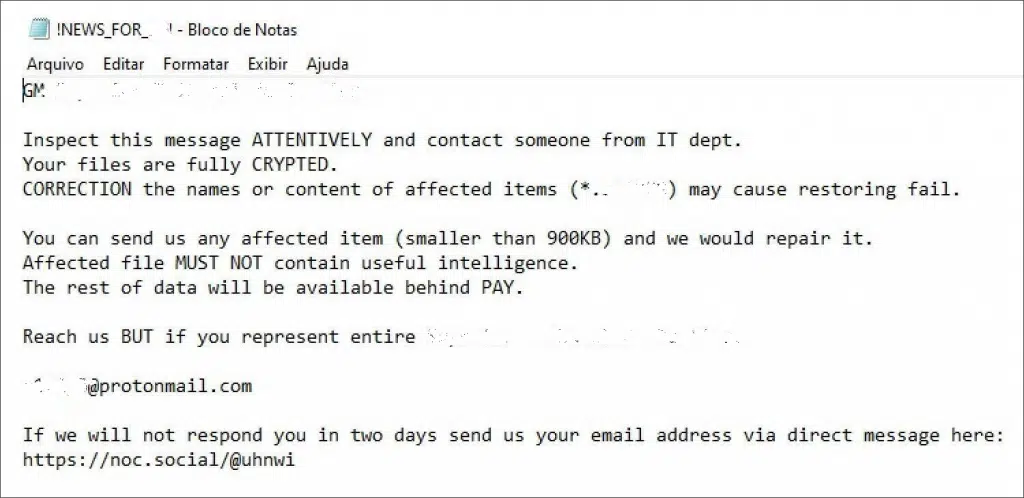 !NEWS_FOR_ - Bloco de Notas
Arquivo Editar Formatar Exibir Ajuda
GM
Inspect this message ATTENTIVELY and contact someone from IT dept.
Your files are fully CRYPTED.
CORRECTION the names or content of affected items (*.. ) may cause restoring fail.
You can send us any affected item (smaller than 900KB) and we would repair it.
Affected file MUST NOT contain useful intelligence.
The rest of data will be available behind PAY.
Reach us BUT if you represent entire
@protonmail.com
If we will not respond you in two days send us your email address via direct message here:
https://noc.social/@uhnwi